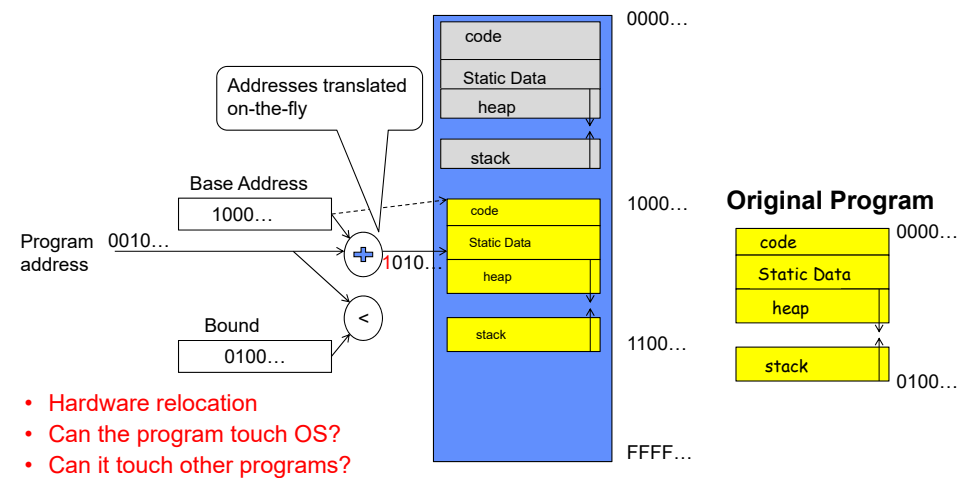 0000…
code
Static Data
heap
stack
Addresses translated
on-the-fly
Base Address
1000…
Program address
0010…
+
1010…
<
Bound
0100…
code
Static Data
heap
stack
1000…
1100…
FFFF…
Original Program
0000…
code
Static Data
heap
stack
0100…
• Hardware relocation
• Can the program touch OS?
• Can it touch other programs?